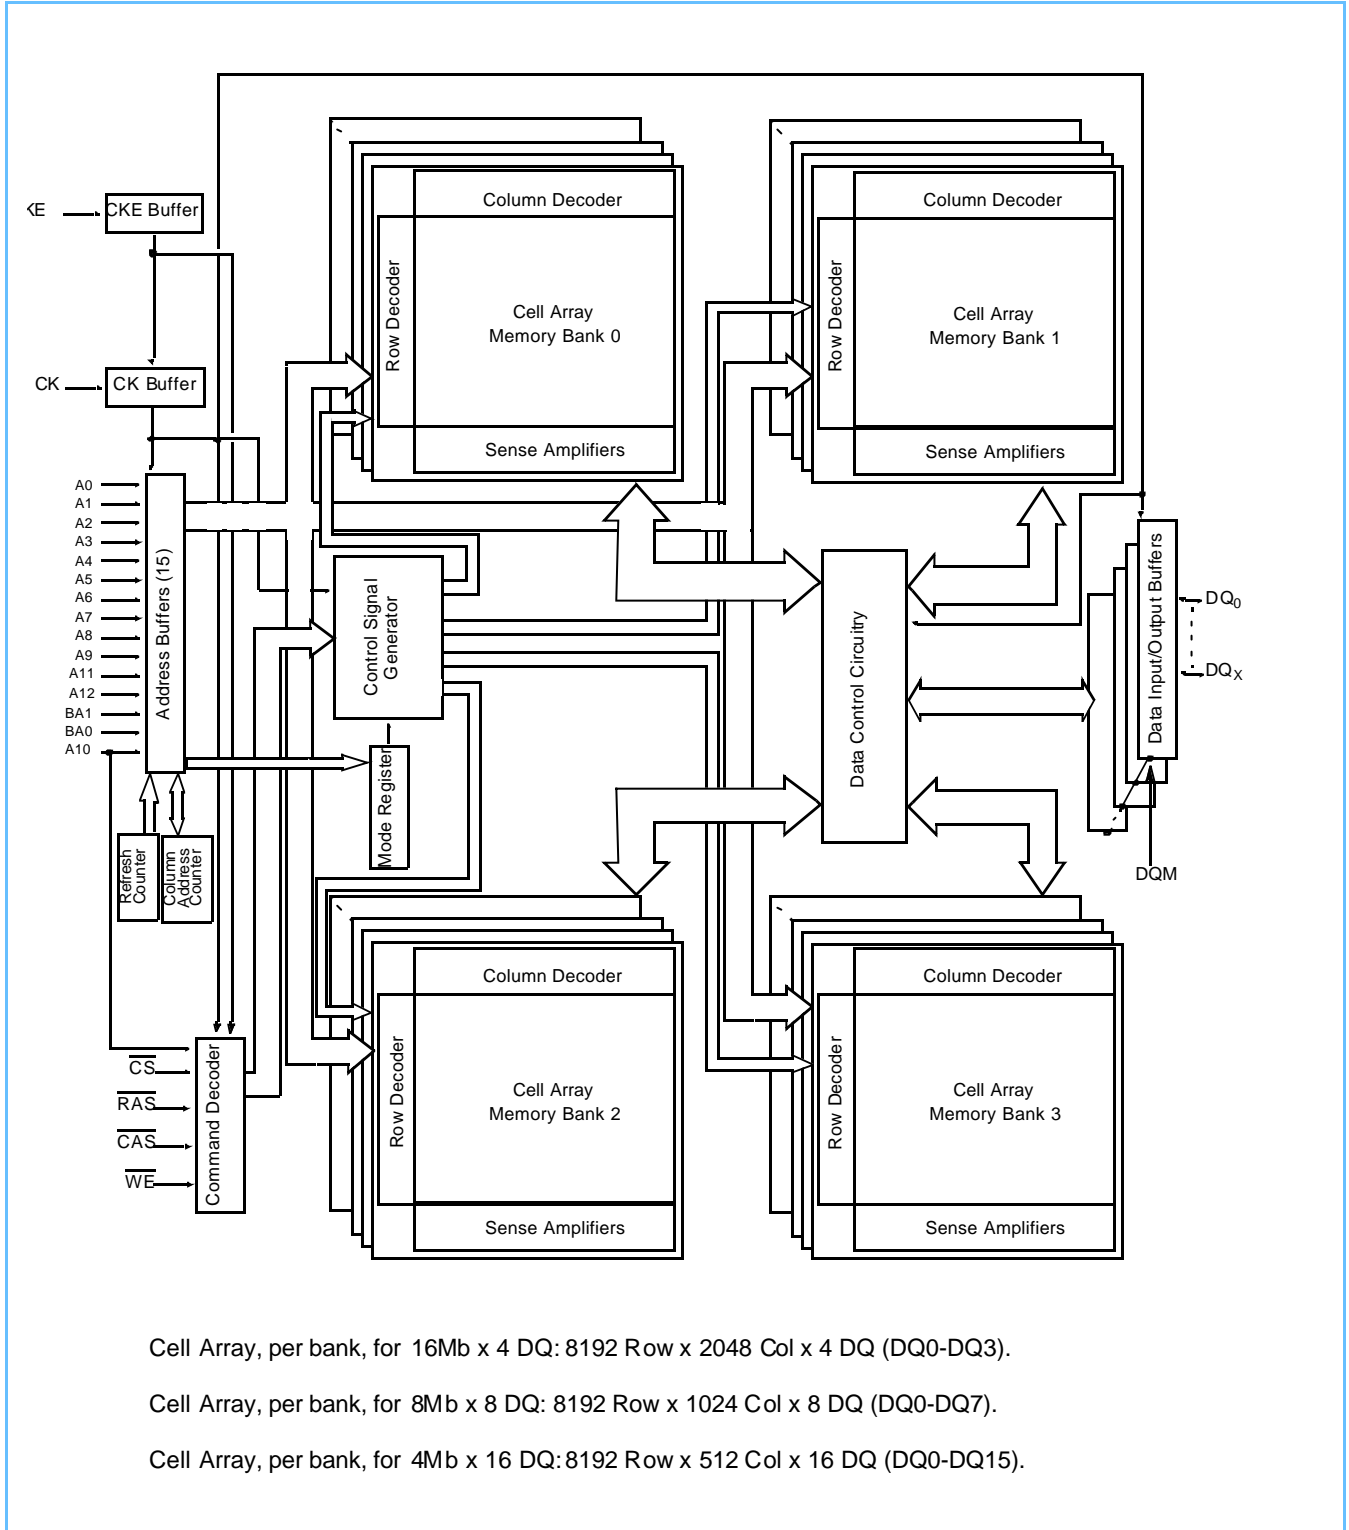 Column Decoder
Row Decoder
Cell Array
Memory Bank 0
Sense Amplifiers
Column Decoder
Row Decoder
Cell Array
Memory Bank 1
Sense Amplifiers
KE
CKE Buffer
CK
CK Buffer
A0
A1
A2
A3
A4
A5
A6
A7
A8
A9
A11
A12
BA1
BA0
A10
Address Buffers (15)
Control Signal
Generator
Mode Register
Refresh
Counter
Column
Address
Counter
Data Control Circuitry
Data Input/Output Buffers
DQ0
DQX
DQM
CS
RAS
CAS
WE
Command Decoder
Column Decoder
Row Decoder
Cell Array
Memory Bank 2
Sense Amplifiers
Column Decoder
Row Decoder
Cell Array
Memory Bank 3
Sense Amplifiers
Cell Array, per bank, for 16Mb x 4 DQ: 8192 Row x 2048 Col x 4 DQ (DQ0-DQ3).
Cell Array, per bank, for 8Mb x 8 DQ: 8192 Row x 1024 Col x 8 DQ (DQ0-DQ7).
Cell Array, per bank, for 4Mb x 16 DQ: 8192 Row x 512 Col x 16 DQ (DQ0-DQ15).